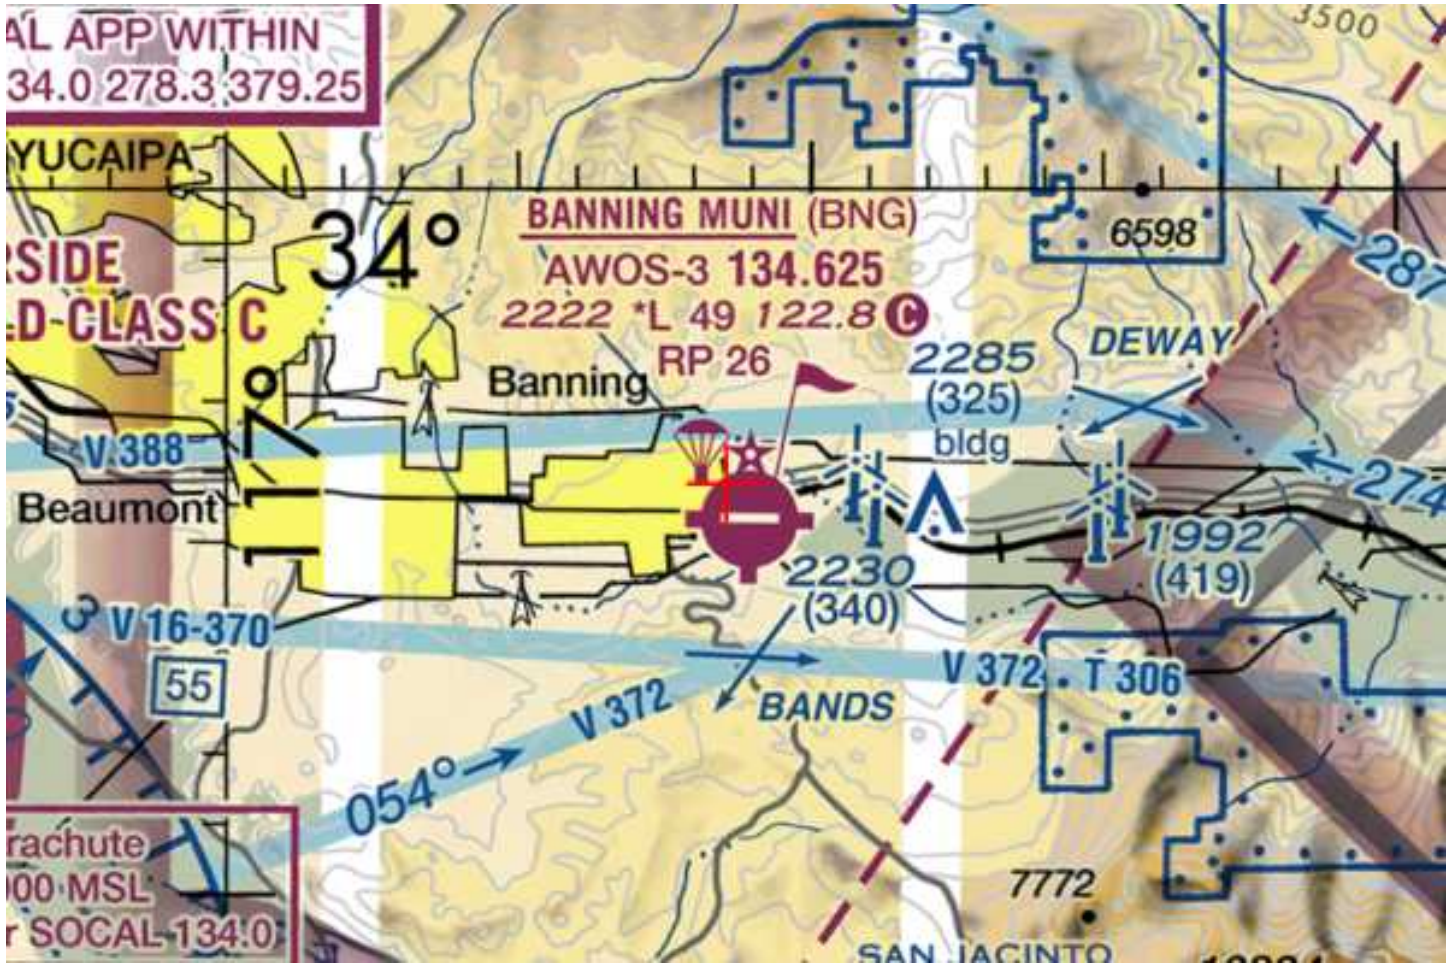 AL APP WITHIN
34.0 278.3 379.25
3500
YUCAIPA
34°
BANNING MUNI (BNG)
AWOS-3 134.625
2222 *L 49 122.8 C
RP 26
6598
287
RSIDE
LD CLASS C
DEWAY
2285
(325)
bldg
Banning
V 388
117°
274
Beaumont
1992
(419)
2230
(340)
3
V 16-370
55
V 372
T 306
V 372
BANDS
054°
rachute
000 MSL
r SOCAL 134.0
7772
SAN JACINTO